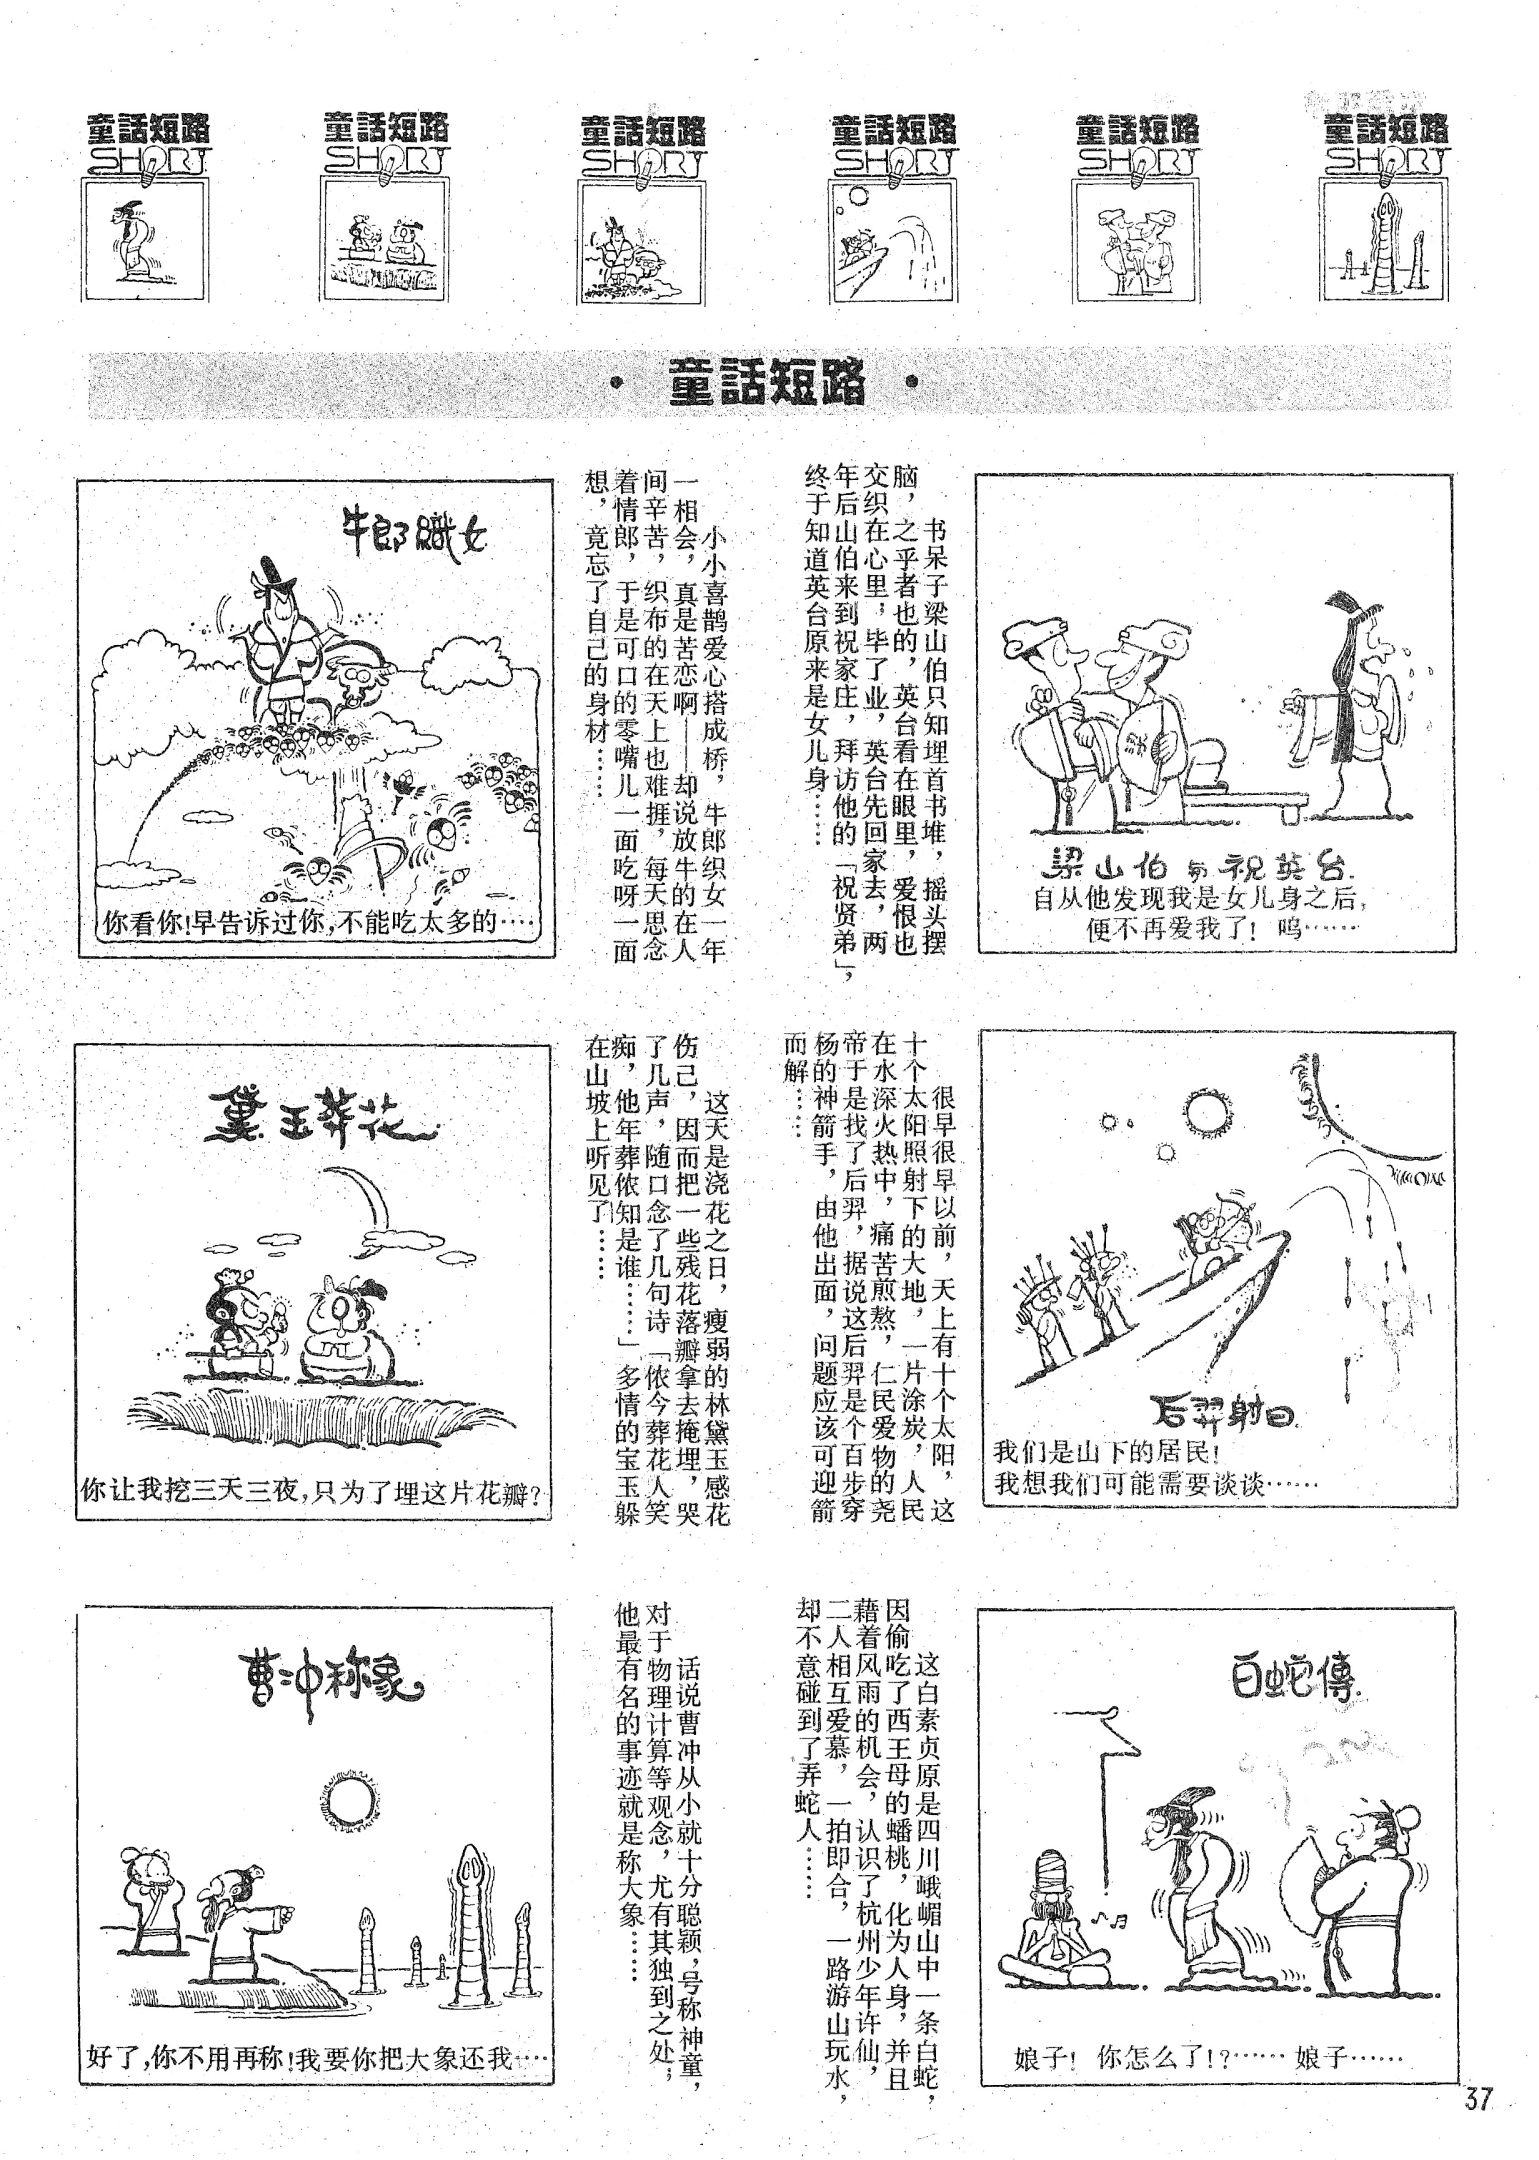 童話短路
SHORT
童話短路
SHORT
童話短路
SHORT
童話短路
SHORT
童話短路
SHORT
童話短路
SHORT
·童話短路·
牛郎織女
你看你!早告诉过你,不能吃太多的……
小小喜鹊爱心搭成桥，牛郎织女一年
一相会，真是苦恋啊——却说放牛的在人
间辛苦，织布的在天上也难捱，每天思念
着情郎，于是可口的零嘴儿一面吃呀一面
想，竟忘了自己的身材……
书呆子梁山伯只知埋首书堆，摇头摆
脑，之乎者也的，英台看在眼里，爱恨也
交织在心里，毕了业，英台先回家去，两
年后山伯来到祝家庄，拜访他的「祝贤弟」，
终于知道英台原来是女儿身……
祝
梁山伯与祝英台
自从他发现我是女儿身之后,
便不再爱我了! 呜……
黛玉葬花
你让我挖三天三夜,只为了埋这片花瓣?
这天是浇花之日，瘦弱的林黛玉感花
伤己，因而把一些残花落瓣拿去掩埋，哭
了几声，随口念了几句诗「侬今葬花人笑
痴，他年葬侬知是谁……」多情的宝玉躲
在山坡上听见了……
很早很早以前，天上有十个太阳，这
十个太阳照射下的大地，一片涂炭，人民
在水深火热中，痛苦煎熬，仁民爱物的尧
帝于是找了后羿，据说这后羿是个百步穿
杨的神箭手，由他出面，问题应该可迎箭
而解……
后羿射日
我们是山下的居民!
我想我们可能需要谈谈……
曹冲称象
好了,你不用再称!我要你把大象还我……
话说曹冲从小就十分聪颖，号称神童，
对于物理计算等观念，尤有其独到之处，
他最有名的事迹就是称大象……
这白素贞原是四川峨嵋山中一条白蛇，
因偷吃了西王母的蟠桃，化为人身，并且
藉着风雨的机会，认识了杭州少年许仙，
二人相互爱慕，一拍即合，一路游山玩水，
却不意碰到了弄蛇人……
白蛇傳
娘子! 你怎么了!?…… 娘子……
37